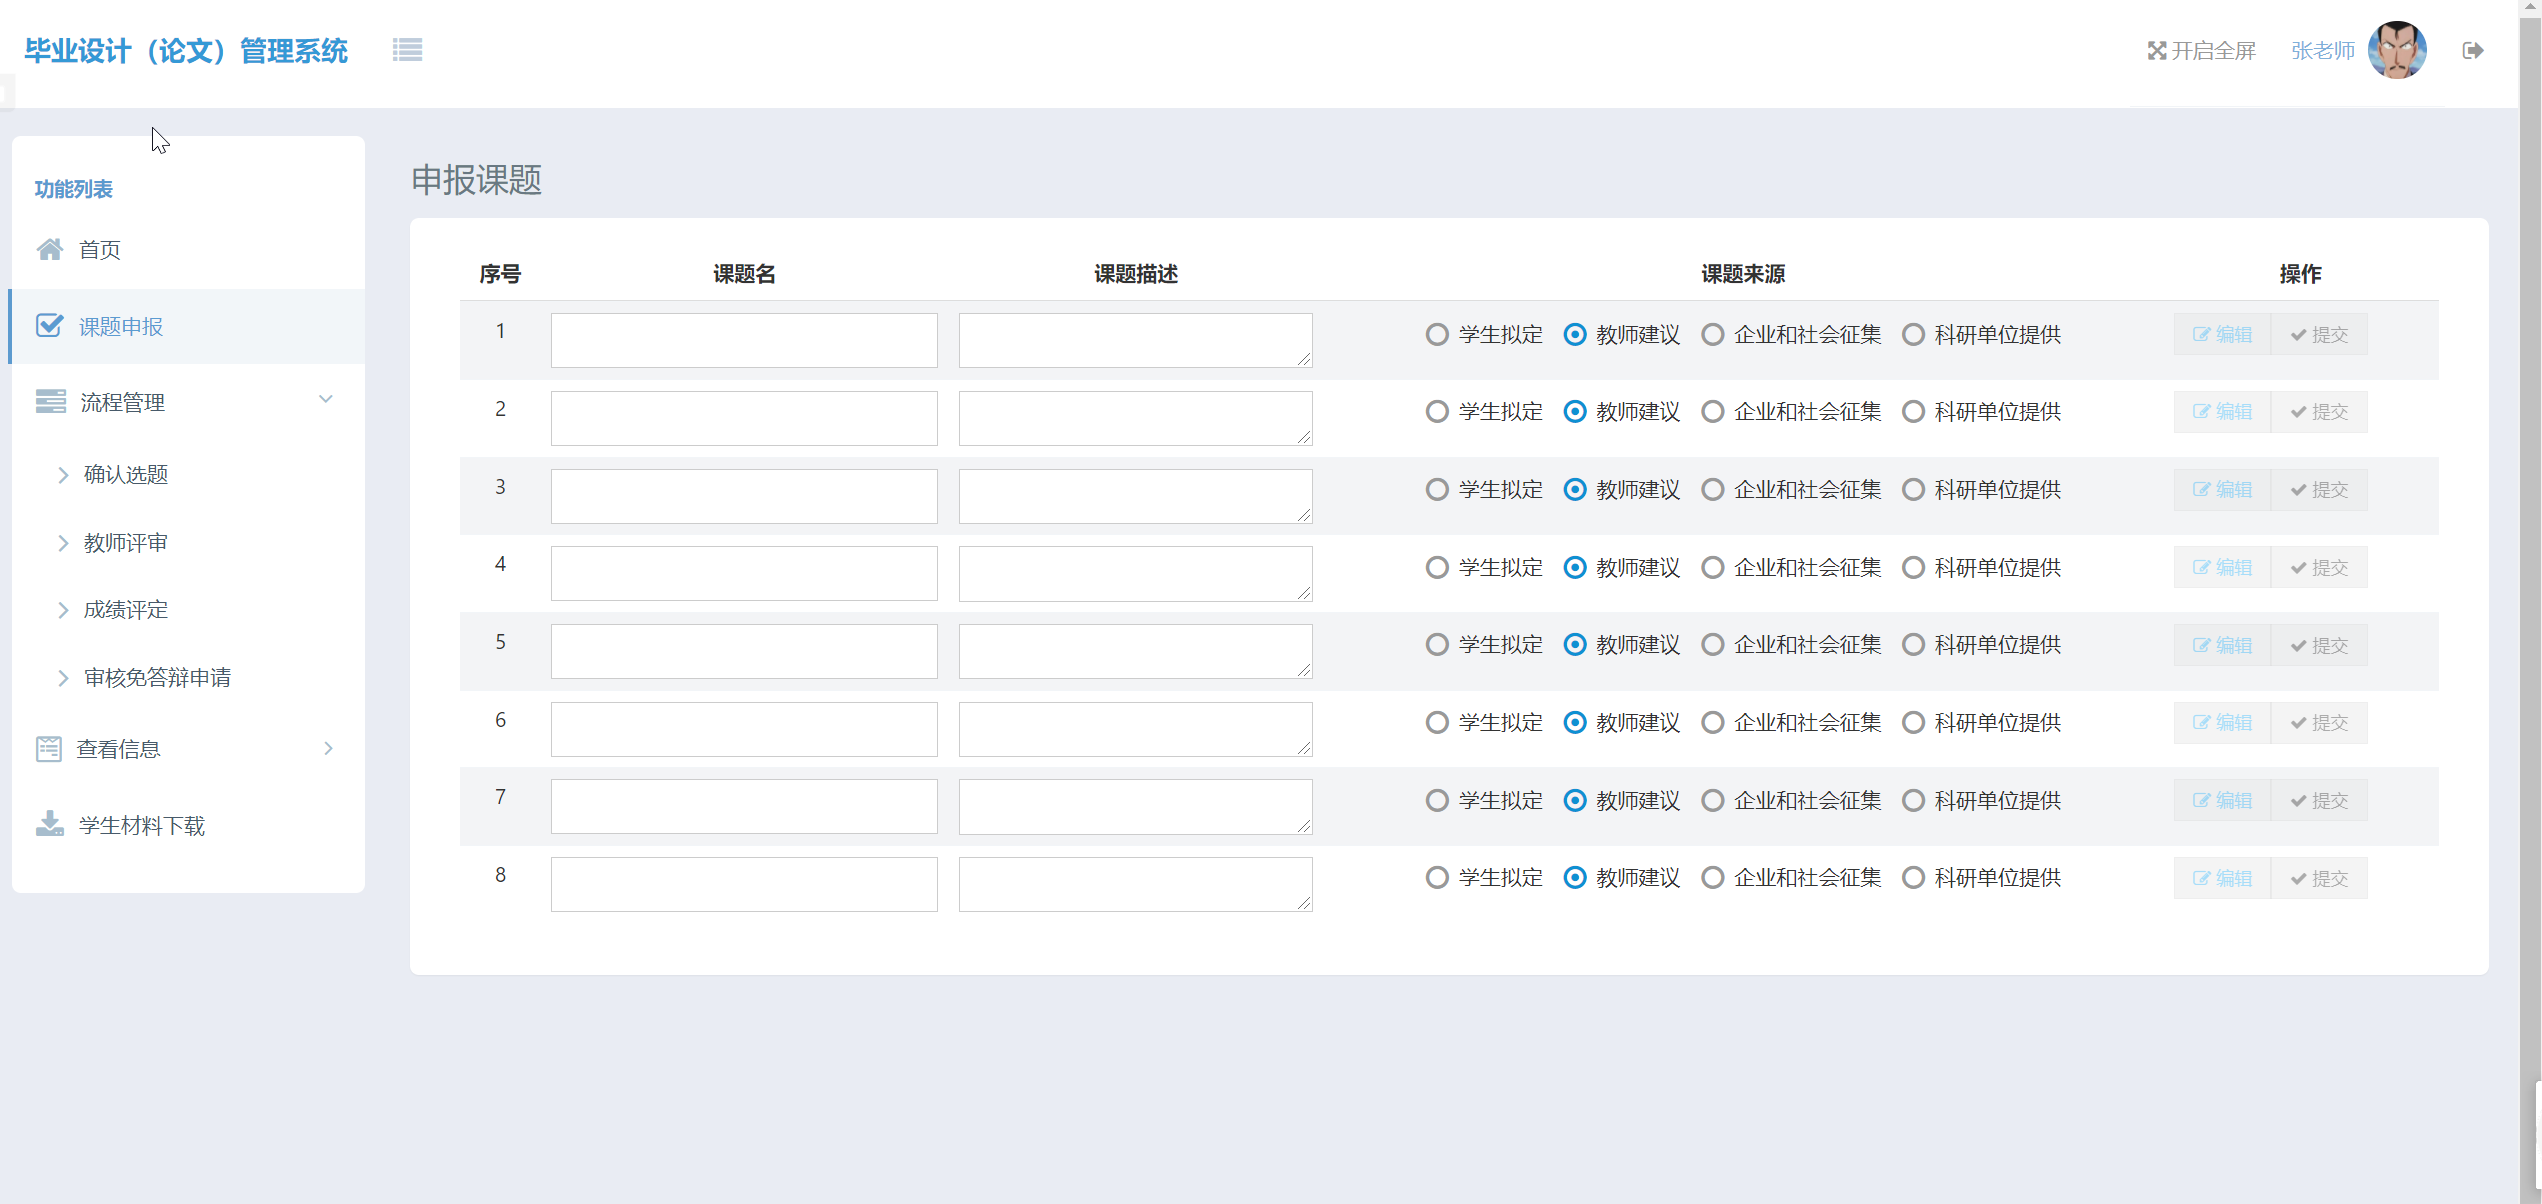 毕业设计（论文）管理系统
开启全屏 张老师
功能列表
首页
课题申报
流程管理
确认选题
教师评审
成绩评定
审核免答辩申请
查看信息
学生材料下载
申报课题
序号 课题名 课题描述 课题来源 操作
1 学生拟定 教师建议 企业和社会征集 科研单位提供 编辑 提交
2 学生拟定 教师建议 企业和社会征集 科研单位提供 编辑 提交
3 学生拟定 教师建议 企业和社会征集 科研单位提供 编辑 提交
4 学生拟定 教师建议 企业和社会征集 科研单位提供 编辑 提交
5 学生拟定 教师建议 企业和社会征集 科研单位提供 编辑 提交
6 学生拟定 教师建议 企业和社会征集 科研单位提供 编辑 提交
7 学生拟定 教师建议 企业和社会征集 科研单位提供 编辑 提交
8 学生拟定 教师建议 企业和社会征集 科研单位提供 编辑 提交